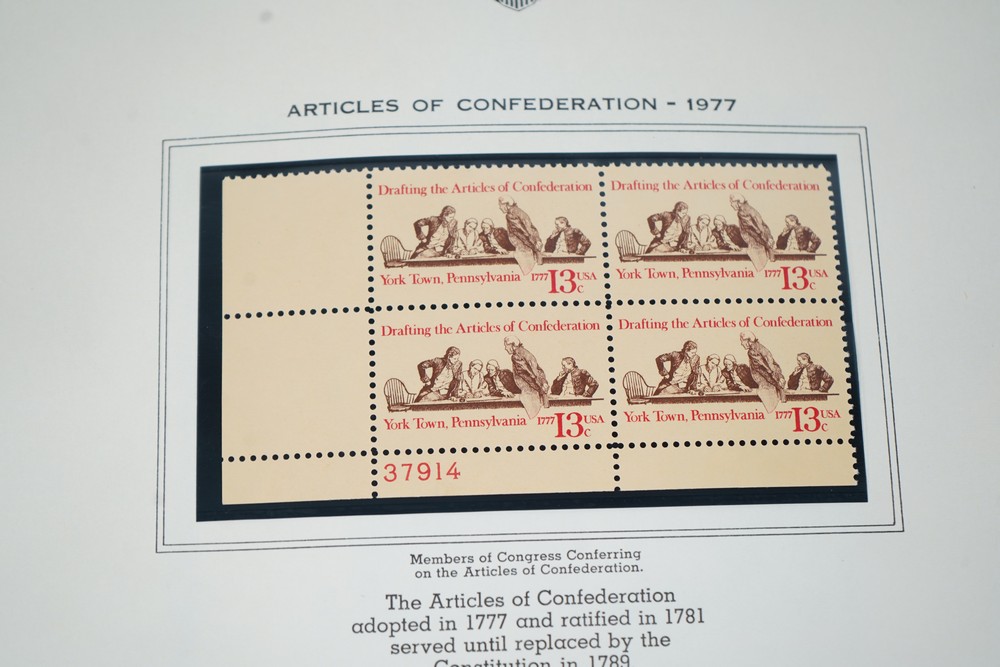 ARTICLES OF CONFEDERATION - 1977
Drafting the Articles of Confederation
York Town, Pennsylvania 1777 13c USA
Drafting the Articles of Confederation
York Town, Pennsylvania 1777 13c USA
Drafting the Articles of Confederation
York Town, Pennsylvania 1777 13c USA
Drafting the Articles of Confederation
York Town, Pennsylvania 1777 13c USA
37914
Members of Congress Conferring
on the Articles of Confederation.
The Articles of Confederation
adopted in 1777 and ratified in 1781
served until replaced by the
Constitution in 1789